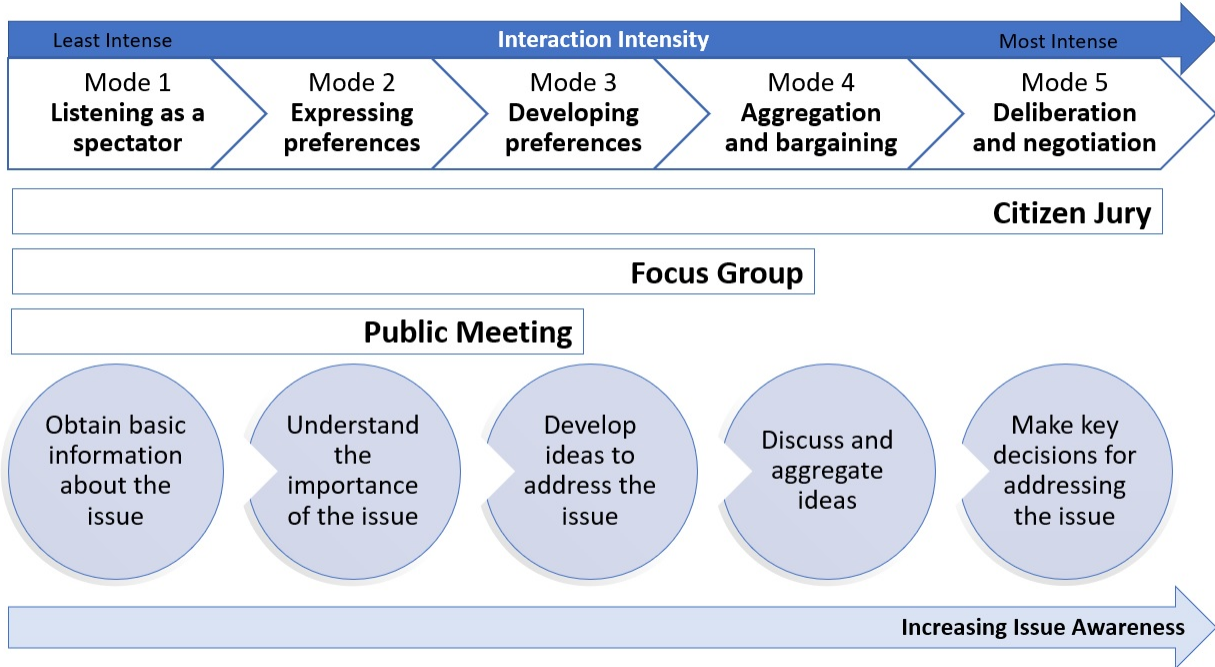 Least Intense
Interaction Intensity
Most Intense
Mode 1
Listening as a
spectator
Mode 2
Expressing
preferences
Mode 3
Developing
preferences
Mode 4
Aggregation
and bargaining
Mode 5
Deliberation
and negotiation
Citizen Jury
Focus Group
Public Meeting
Obtain basic
information
about the
issue
Understand
the
importance
of the issue
Develop
ideas to
address the
issue
Discuss and
aggregate
ideas
Make key
decisions for
addressing
the issue
Increasing Issue Awareness